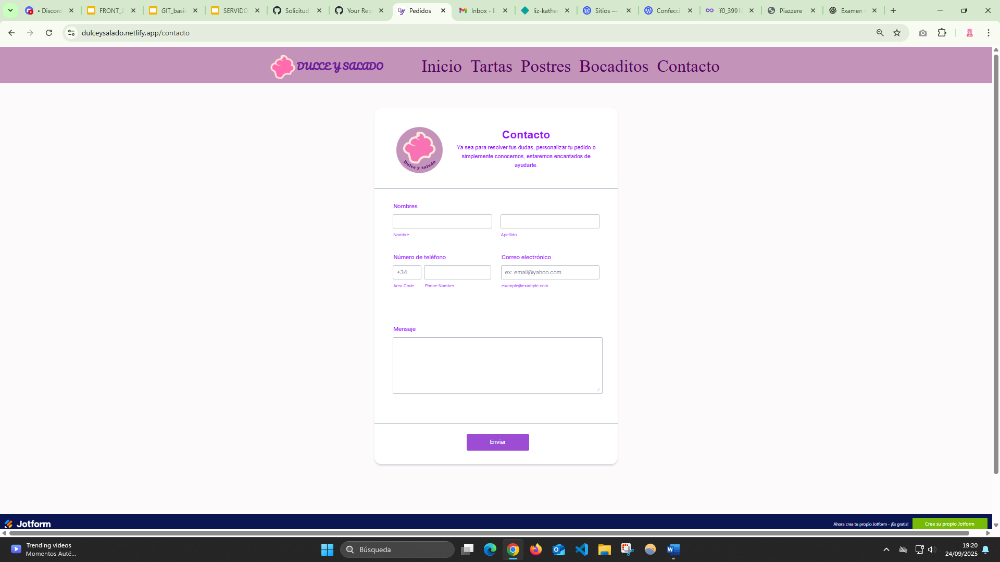 • Discord
FRONT_J
GIT_basic
SERVIDO
Solicitud
Your Rep
Pedidos
Inbox - li
liz-kather
Sitios —
Confecci
if0_3991
Piazzere
Examen
dulceysalado.netlify.app/contacto
DULCE Y SALADO
Inicio Tartas Postres Bocaditos Contacto
Dulce y salado
Contacto
Ya sea para resolver tus dudas, personalizar tu pedido o
simplemente conocernos, estaremos encantados de
ayudarte.
Nombres
Nombre
Apellido
Número de teléfono
Correo electrónico
+34
ex: email@yahoo.com
Area Code
Phone Number
example@example.com
Mensaje
Enviar
Jotform
Ahora crea tu propio Jotform - ¡Es gratis!
Cree su propio Jotform
Trending videos
Momentos Auté...
Búsqueda
19:20
24/09/2025